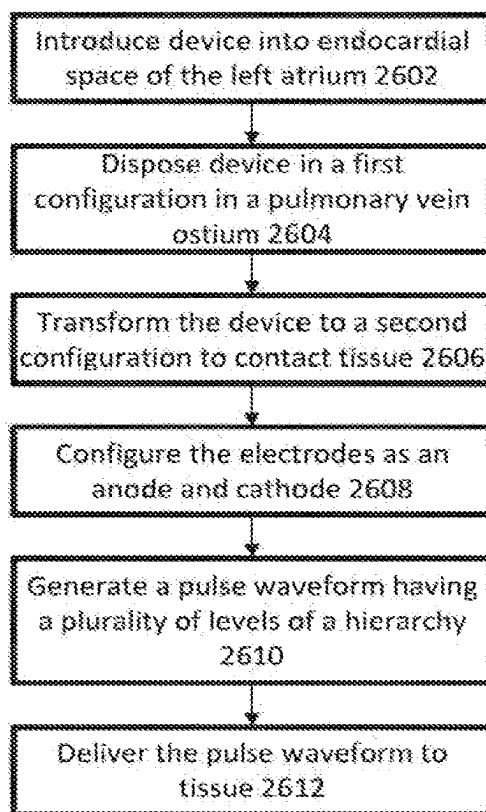 Introduce device into endocardial
space of the left atrium 2602
Dispose device in a first
configuration in a pulmonary vein
ostium 2604
Transform the device to a second
configuration to contact tissue 2606
Configure the electrodes as an
anode and cathode 2608
Generate a pulse waveform having
a plurality of levels of a hierarchy
2610
Deliver the pulse waveform to
tissue 2612